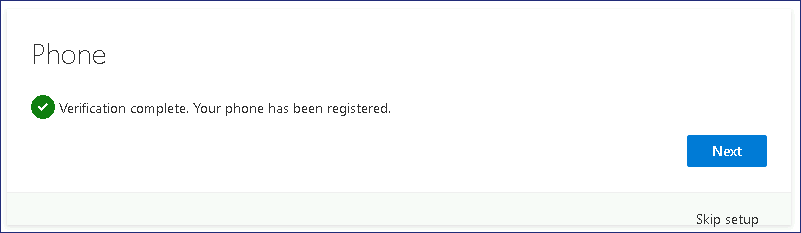 Phone
Verification complete. Your phone has been registered.
Next
Skip setup